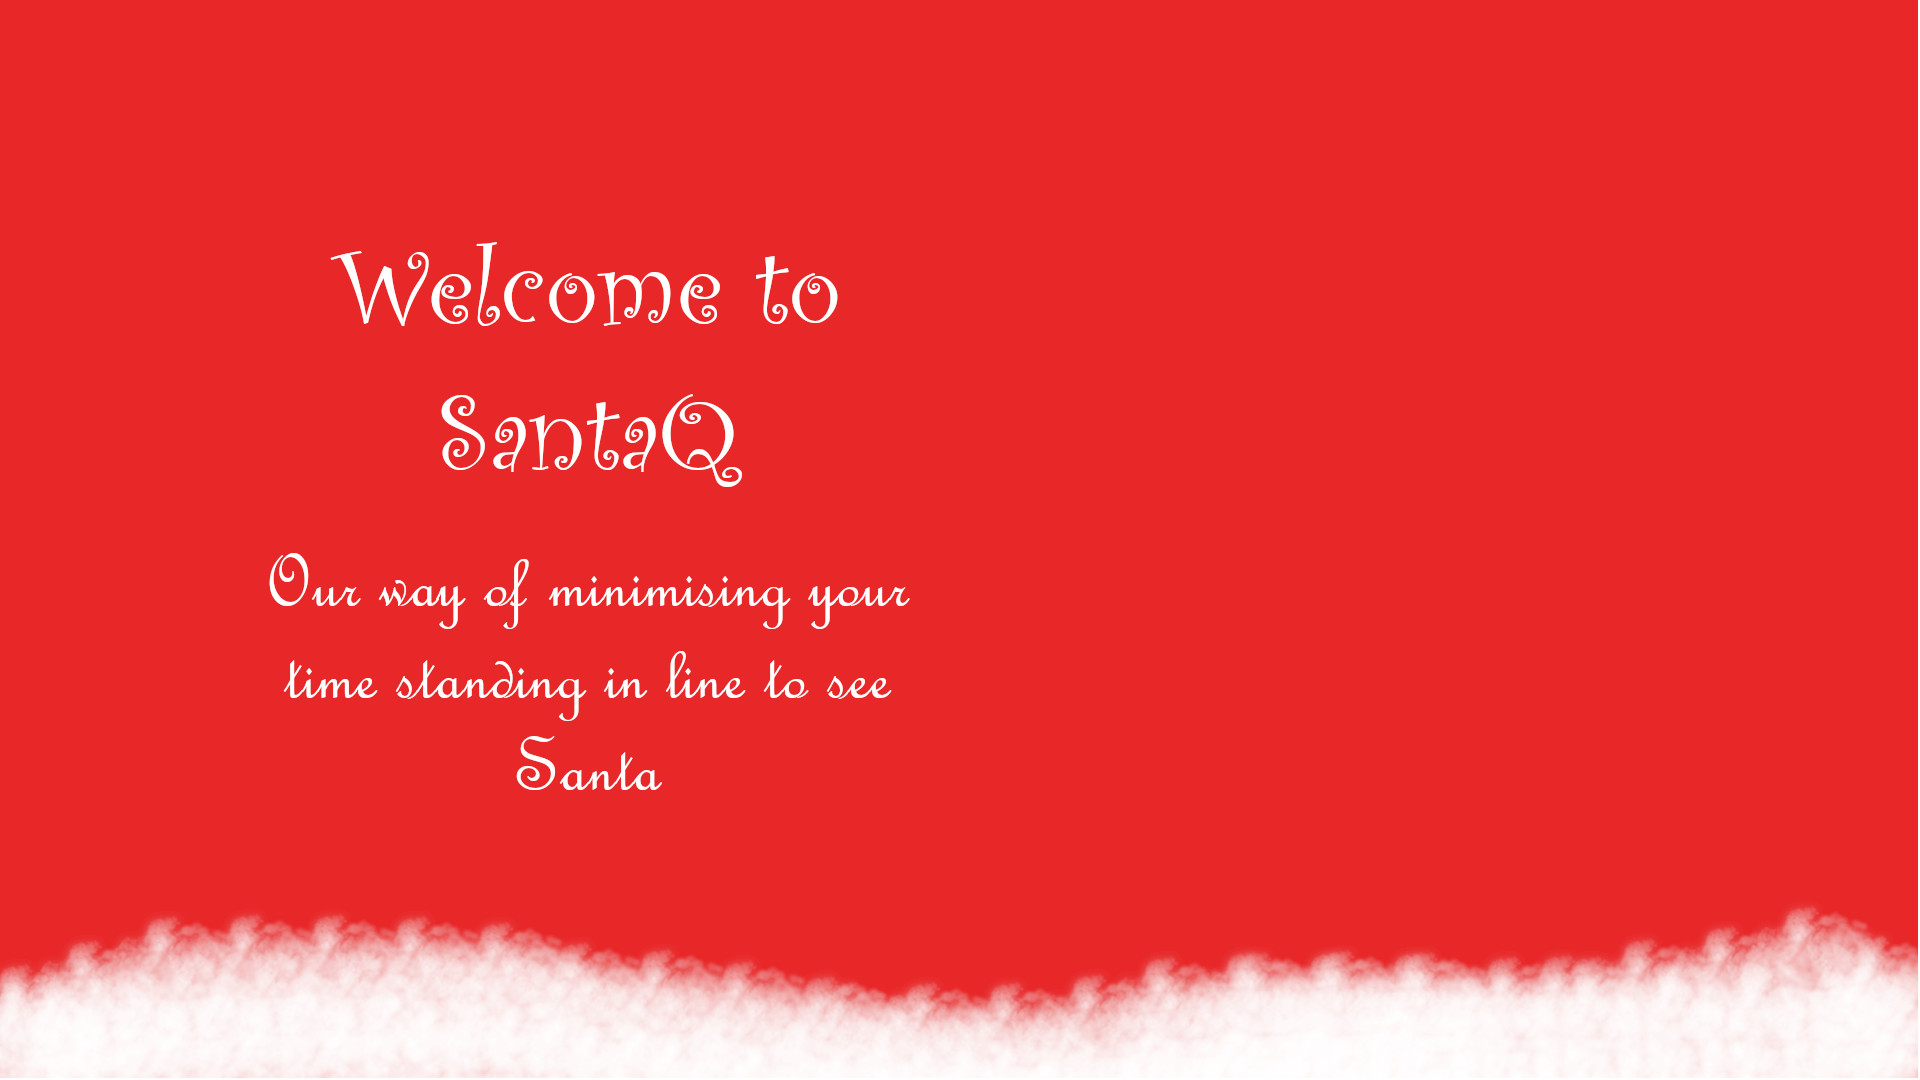 Welcome to
SantaQ
Our way of minimising your
time standing in line to see
Santa